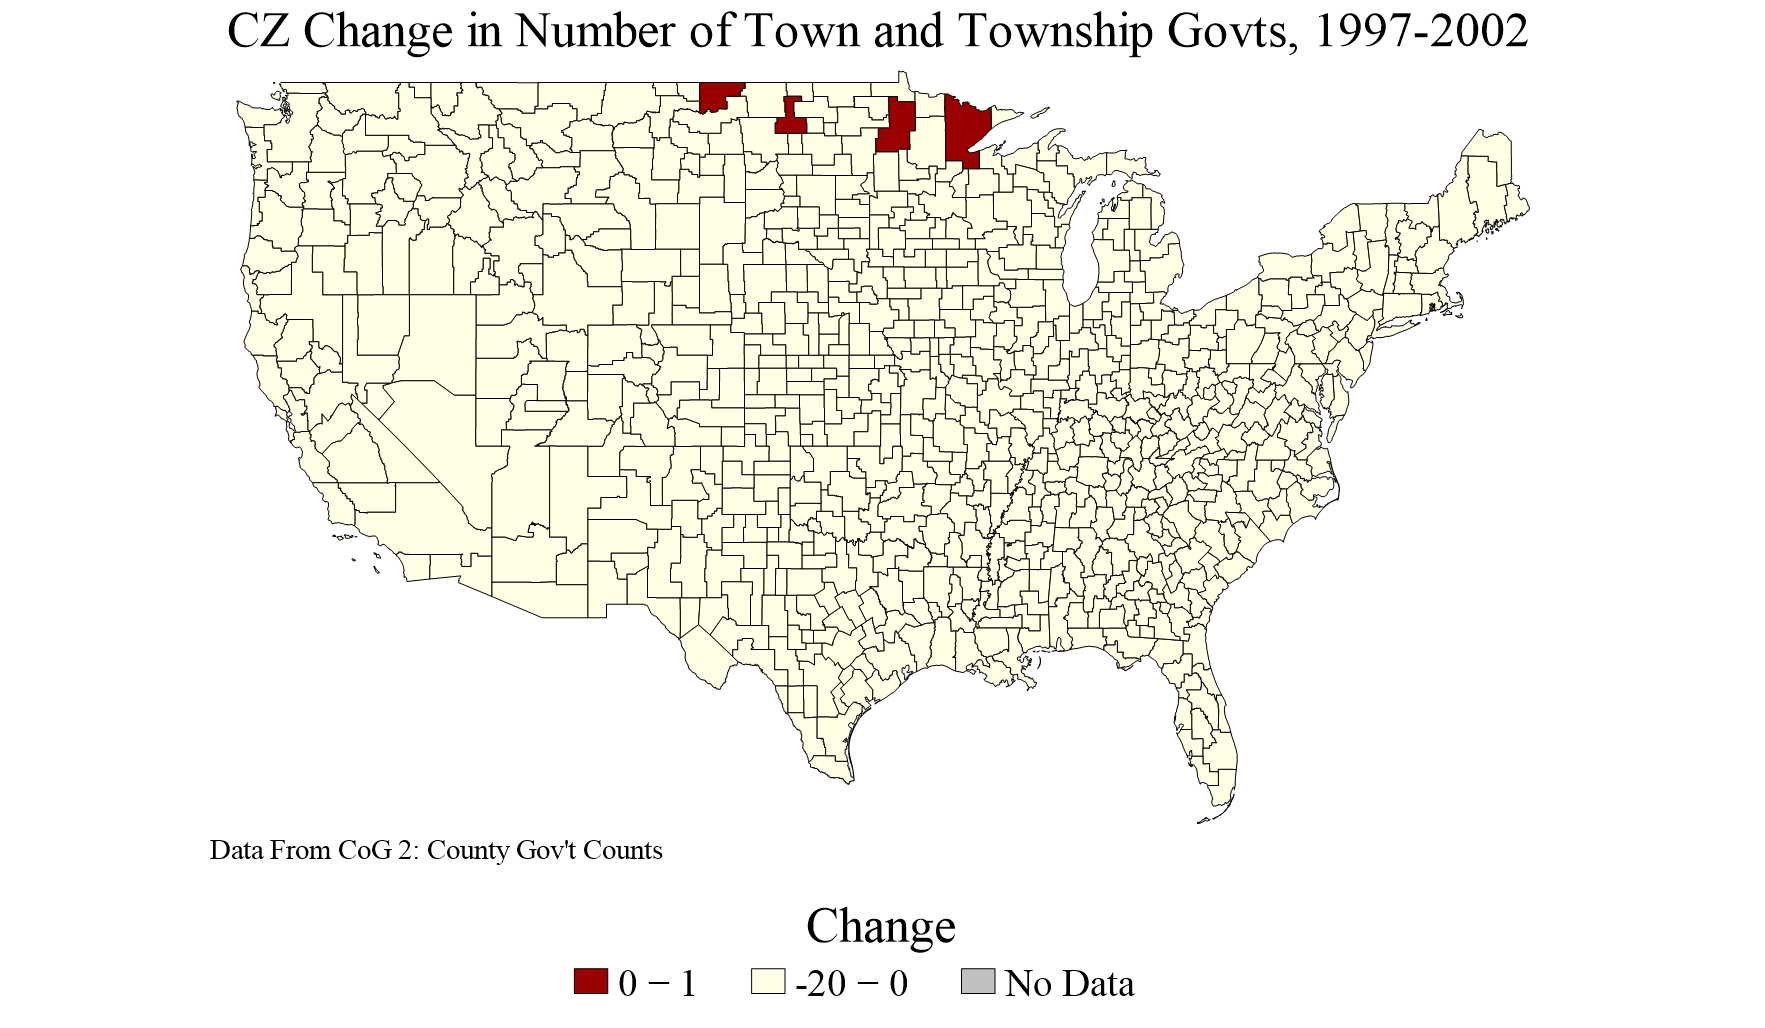 CZ Change in Number of Town and Township Govts, 1997-2002
Data From CoG 2: County Gov't Counts
Change
0 − 1
-20 − 0
No Data